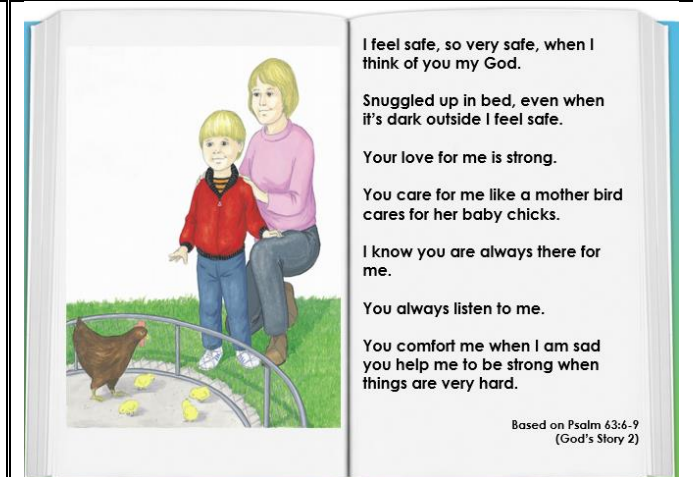 I feel safe, so very safe, when I
think of you my God.
Snuggled up in bed, even when
it's dark outside I feel safe.
Your love for me is strong.
You care for me like a mother bird
cares for her baby chicks.
I know you are always there for
me.
You always listen to me.
You comfort me when I am sad
you help me to be strong when
things are very hard.
Based on Psalm 63:6-9
(God's Story 2)